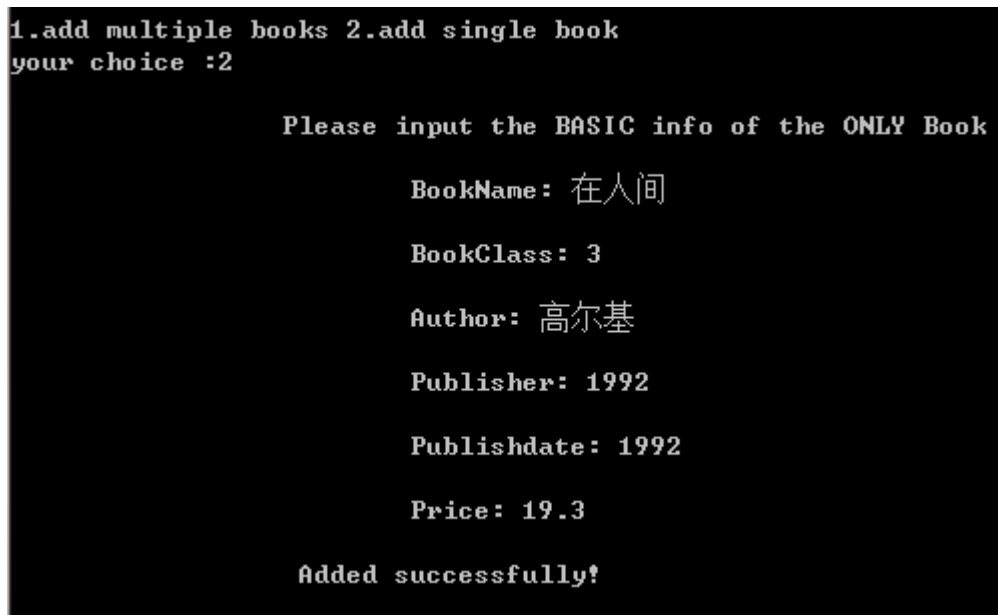 1.add multiple books 2.add single book
your choice :2
Please input the BASIC info of the ONLY Book
BookName: 在人间
BookClass: 3
Author: 高尔基
Publisher: 1992
Publishdate: 1992
Price: 19.3
Added successfully!